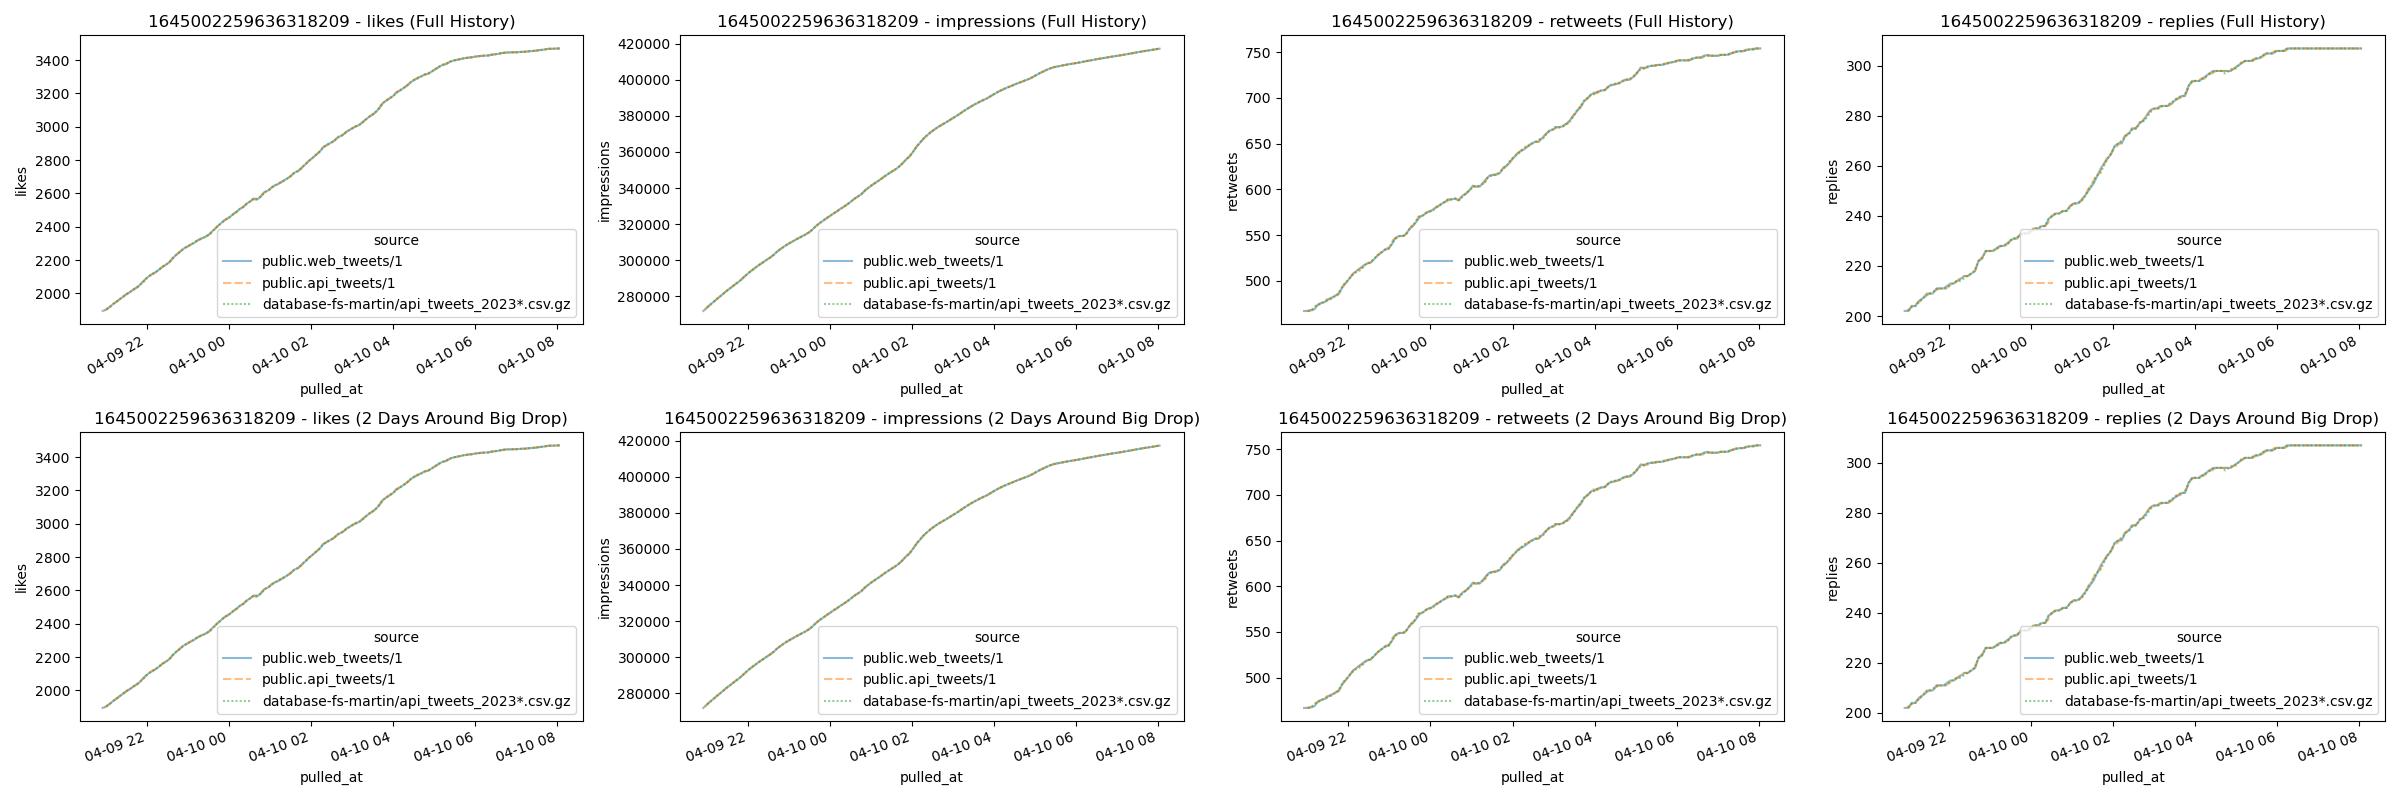 1645002259636318209 - likes (Full History)
likes
3400
3200
3000
2800
2600
2400
2200
2000
source
public.web_tweets/1
public.api_tweets/1
database-fs-martin/api_tweets_2023*.csv.gz
04-09 22
04-10 00
04-10 02
04-10 04
04-10 06
04-10 08
pulled_at
1645002259636318209 - impressions (Full History)
impressions
420000
400000
380000
360000
340000
320000
300000
280000
source
public.web_tweets/1
public.api_tweets/1
database-fs-martin/api_tweets_2023*.csv.gz
04-09 22
04-10 00
04-10 02
04-10 04
04-10 06
04-10 08
pulled_at
1645002259636318209 - retweets (Full History)
retweets
750
700
650
600
550
500
source
public.web_tweets/1
public.api_tweets/1
database-fs-martin/api_tweets_2023*.csv.gz
04-09 22
04-10 00
04-10 02
04-10 04
04-10 06
04-10 08
pulled_at
1645002259636318209 - replies (Full History)
replies
300
280
260
240
220
200
source
public.web_tweets/1
public.api_tweets/1
database-fs-martin/api_tweets_2023*.csv.gz
04-09 22
04-10 00
04-10 02
04-10 04
04-10 06
04-10 08
pulled_at
1645002259636318209 - likes (2 Days Around Big Drop)
likes
3400
3200
3000
2800
2600
2400
2200
2000
source
public.web_tweets/1
public.api_tweets/1
database-fs-martin/api_tweets_2023*.csv.gz
04-09 22
04-10 00
04-10 02
04-10 04
04-10 06
04-10 08
pulled_at
1645002259636318209 - impressions (2 Days Around Big Drop)
impressions
420000
400000
380000
360000
340000
320000
300000
280000
source
public.web_tweets/1
public.api_tweets/1
database-fs-martin/api_tweets_2023*.csv.gz
04-09 22
04-10 00
04-10 02
04-10 04
04-10 06
04-10 08
pulled_at
1645002259636318209 - retweets (2 Days Around Big Drop)
retweets
750
700
650
600
550
500
source
public.web_tweets/1
public.api_tweets/1
database-fs-martin/api_tweets_2023*.csv.gz
04-09 22
04-10 00
04-10 02
04-10 04
04-10 06
04-10 08
pulled_at
1645002259636318209 - replies (2 Days Around Big Drop)
replies
300
280
260
240
220
200
source
public.web_tweets/1
public.api_tweets/1
database-fs-martin/api_tweets_2023*.csv.gz
04-09 22
04-10 00
04-10 02
04-10 04
04-10 06
04-10 08
pulled_at